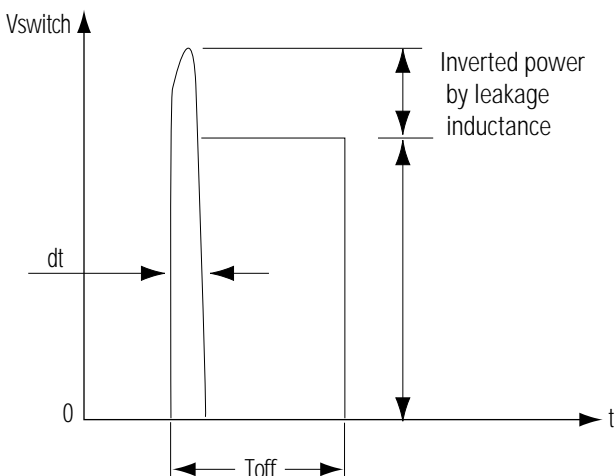 Vswitch
Inverted power
by leakage
inductance
dt
0
t
Toff